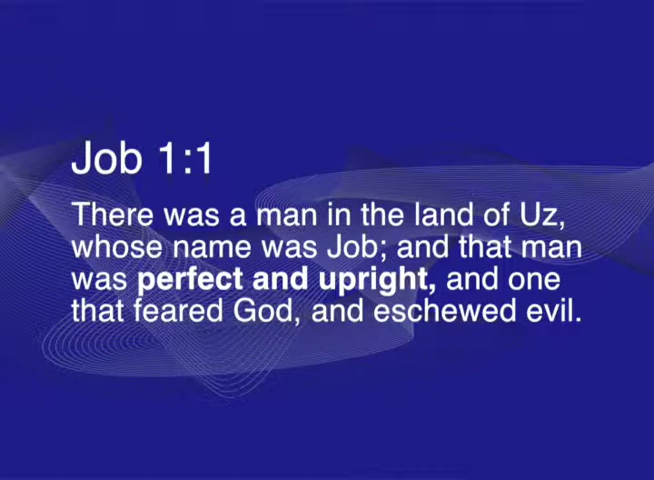 Job 1:1
There was a man in the land of Uz,
whose name was Job; and that man
was perfect and upright, and one
that feared God, and eschewed evil.